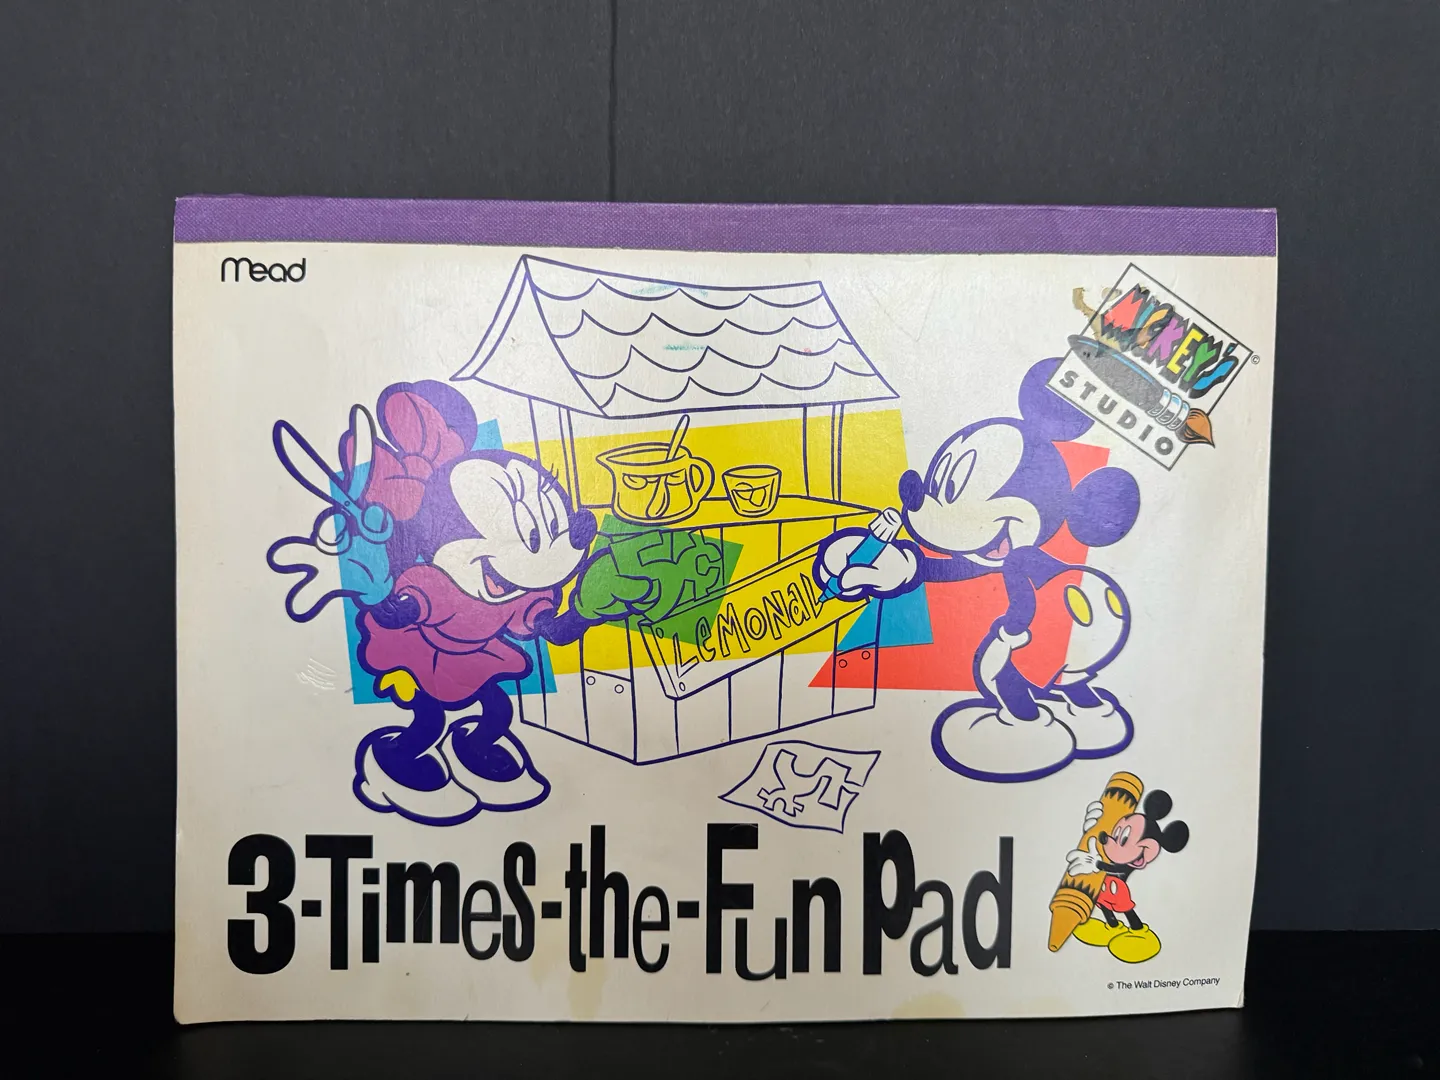 mead
MICKEY'S
©
STUDIO
LeMONAd
3-Times-the-Fun Pad
© The Walt Disney Company